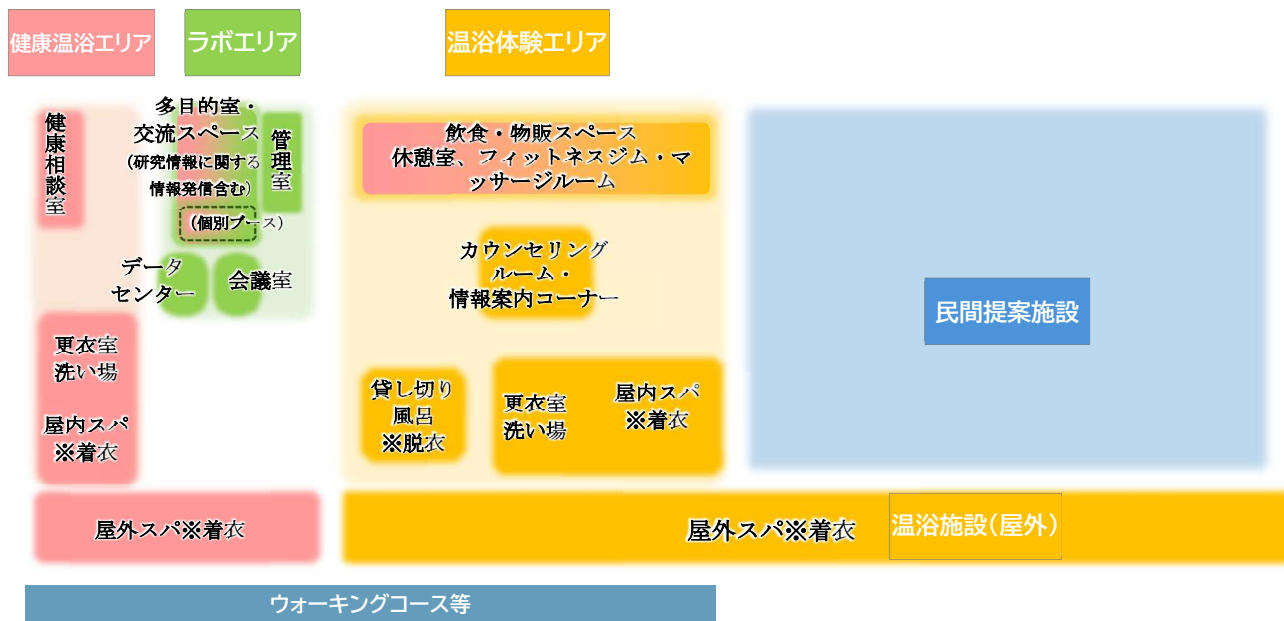 健康温浴エリア
ラボエリア
温浴体験エリア
健康相談室
多目的室・
交流スペース
(研究情報に関する
情報発信含む)
管理室
(個別ブース)
データ
センター
会議室
更衣室
洗い場
屋内スパ
※着衣
飲食・物販スペース
休憩室、フィットネスジム・マ
ッサージルーム
カウンセリング
ルーム・
情報案内コーナー
貸し切り
風呂
※脱衣
更衣室
洗い場
屋内スパ
※着衣
民間提案施設
屋外スパ※着衣
屋外スパ※着衣
温浴施設(屋外)
ウォーキングコース等